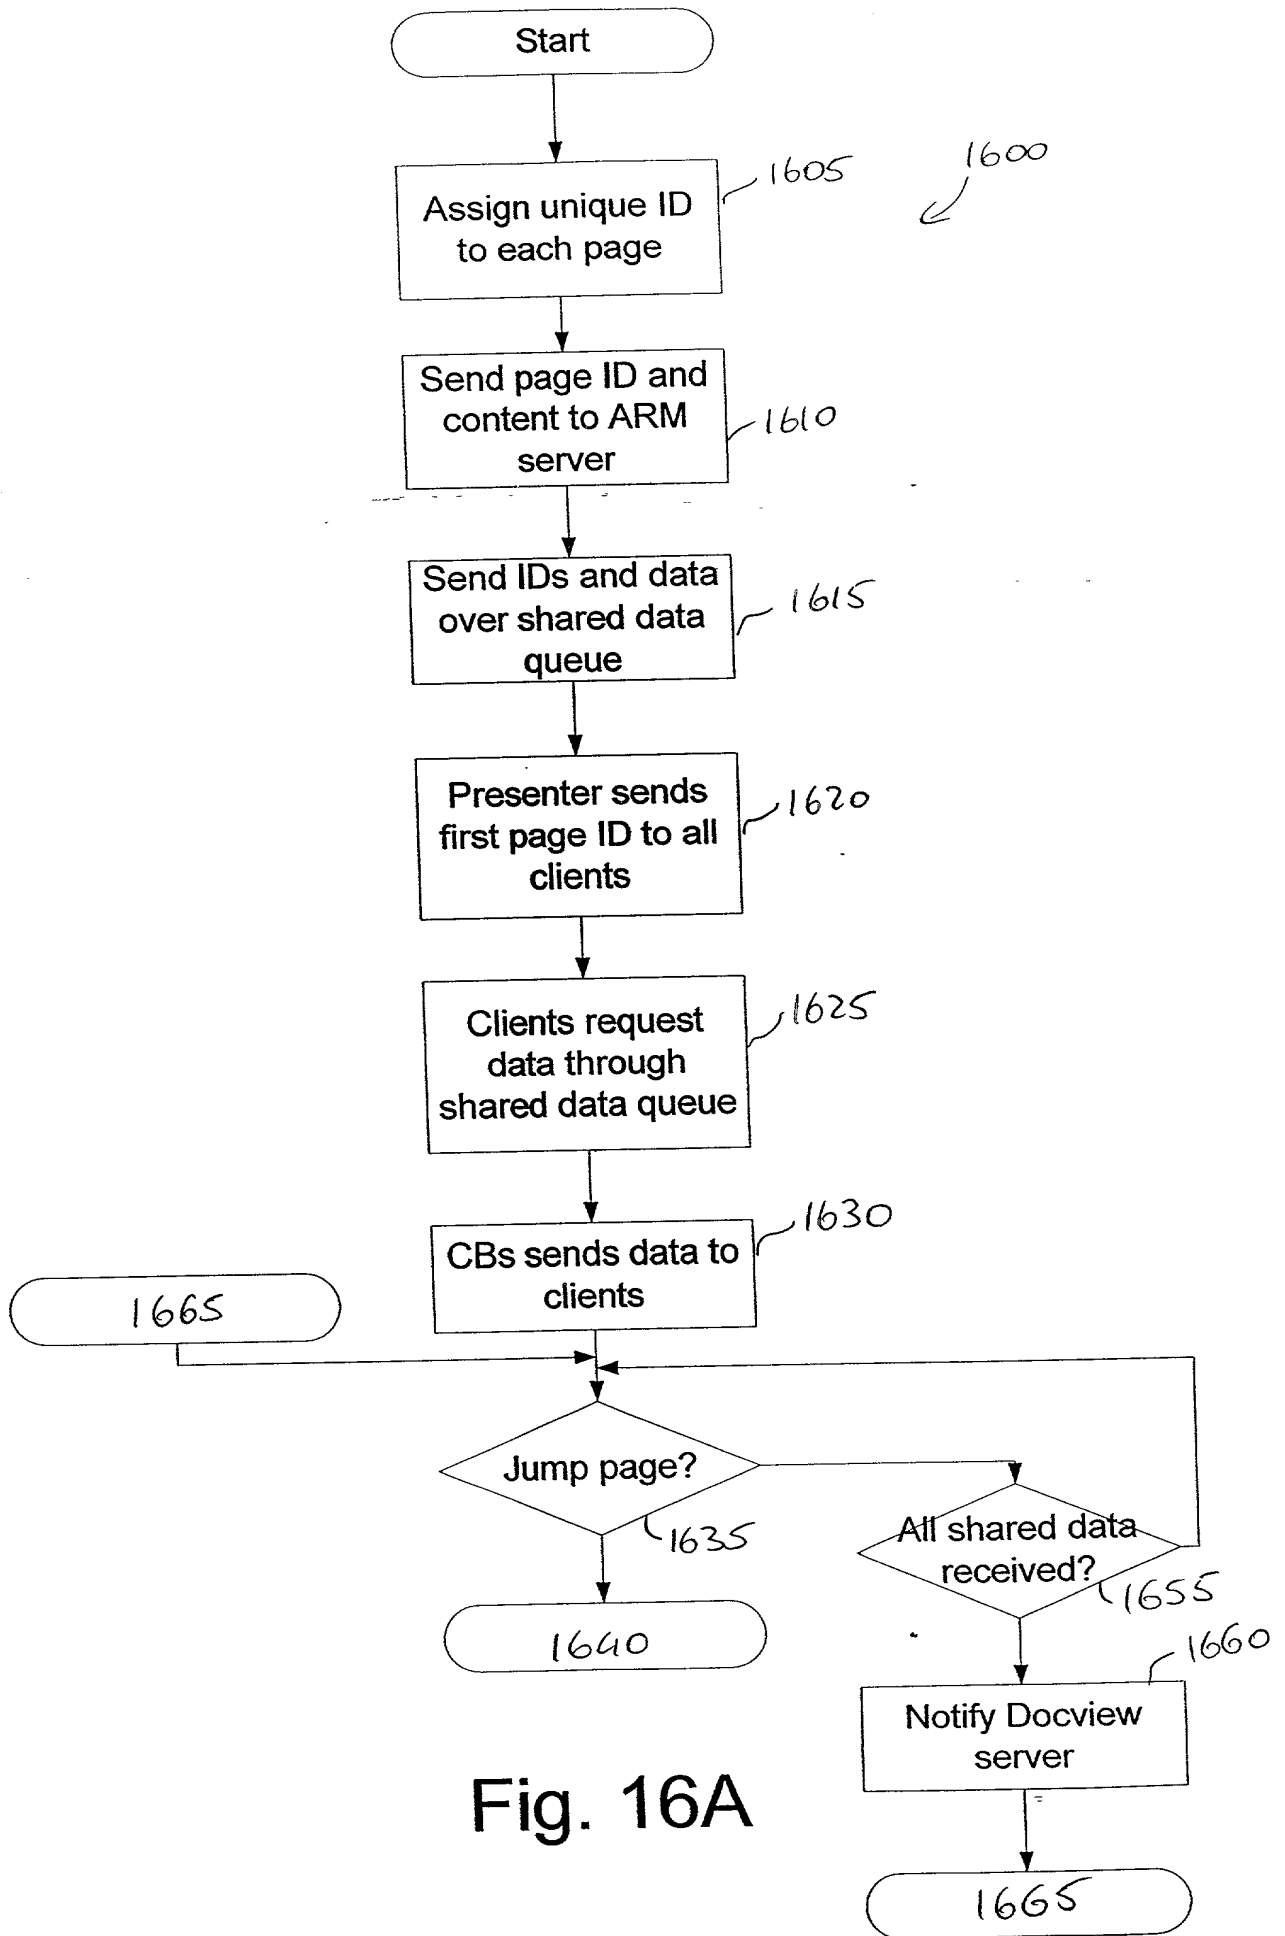 Start
1600
1605
Assign unique ID
to each page
Send page ID and
content to ARM
server
1610
Send IDs and data
over shared data
queue
1615
Presenter sends
first page ID to all
clients
1620
Clients request
data through
shared data queue
1625
CBs sends data to
clients
1630
1665
Jump page?
1635
All shared data
received?
1655
1640
1660
Notify Docview
server
Fig. 16A
1665